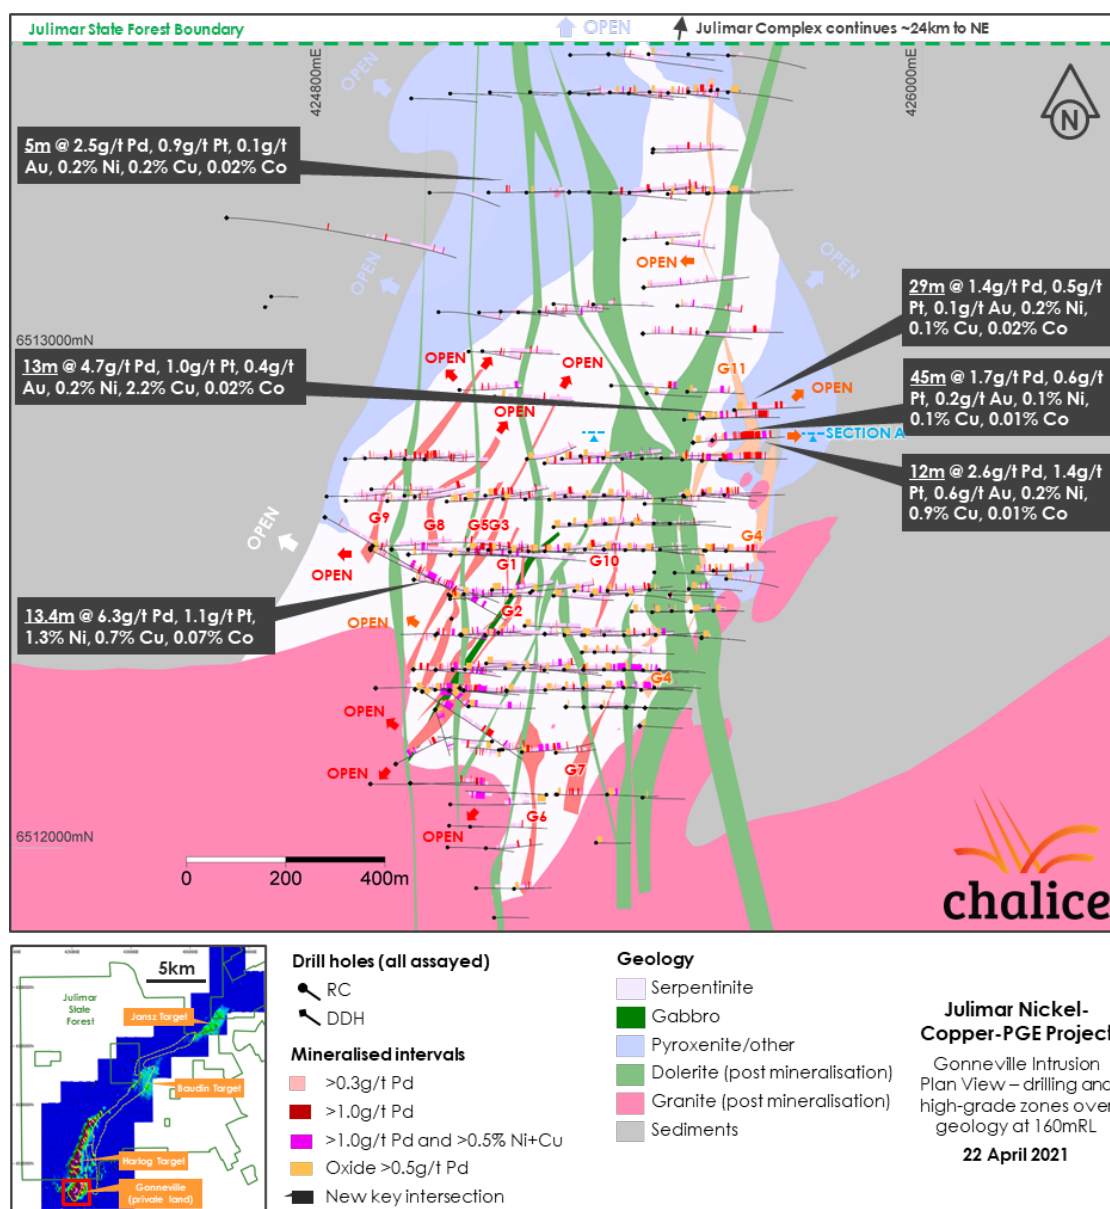 Julimar State Forest Boundary
OPEN
Julimar Complex continues ~24km to NE
424800mE
426000mE
OPEN
N
5m @ 2.5g/t Pd, 0.9g/t Pt, 0.1g/t
Au, 0.2% Ni, 0.2% Cu, 0.02% Co
OPEN
OPEN
OPEN
29m @ 1.4g/t Pd, 0.5g/t
Pt, 0.1g/t Au, 0.2% Ni,
0.1% Cu, 0.02% Co
6513000mN
13m @ 4.7g/t Pd, 1.0g/t Pt, 0.4g/t
Au, 0.2% Ni, 2.2% Cu, 0.02% Co
OPEN
OPEN
G11
OPEN
45m @ 1.7g/t Pd, 0.6g/t
Pt, 0.2g/t Au, 0.1% Ni,
0.1% Cu, 0.01% Co
OPEN
SECTION A
12m @ 2.6g/t Pd, 1.4g/t
Pt, 0.6g/t Au, 0.2% Ni,
0.9% Cu, 0.01% Co
OPEN
G9
G8
G5
G3
G4
OPEN
G1
G10
13.4m @ 6.3g/t Pd, 1.1g/t Pt,
1.3% Ni, 0.7% Cu, 0.07% Co
G2
OPEN
G4
OPEN
OPEN
G7
G6
OPEN
6512000mN
0
200
400m
chalice
5km
Julimar
State
Forest
Jansz Target
Baudin Target
Hartog Target
Gonneville
(private land)
Drill holes (all assayed)
RC
DDH
Mineralised intervals
>0.3g/t Pd
>1.0g/t Pd
>1.0g/t Pd and >0.5% Ni+Cu
Oxide >0.5g/t Pd
New key intersection
Geology
Serpentinite
Gabbro
Pyroxenite/other
Dolerite (post mineralisation)
Granite (post mineralisation)
Sediments
Julimar Nickel-
Copper-PGE Project
Gonneville Intrusion
Plan View – drilling and
high-grade zones over
geology at 160mRL
22 April 2021